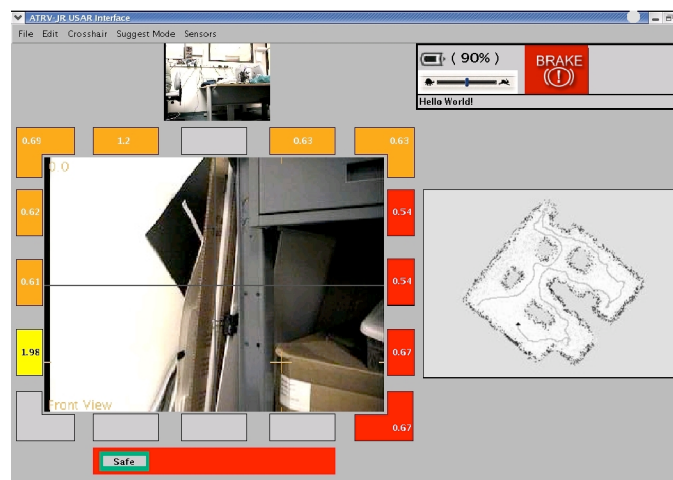 ATRV-JR USAR Interface
File Edit Crosshair Suggest Mode Sensors
( 90% )
BRAKE
(!)
Hello World!
0.69 1.2 0.63 0.63
0 0
0.62 0.54
0.61 0.54
1.98 0.67
Front View
0.67
Safe